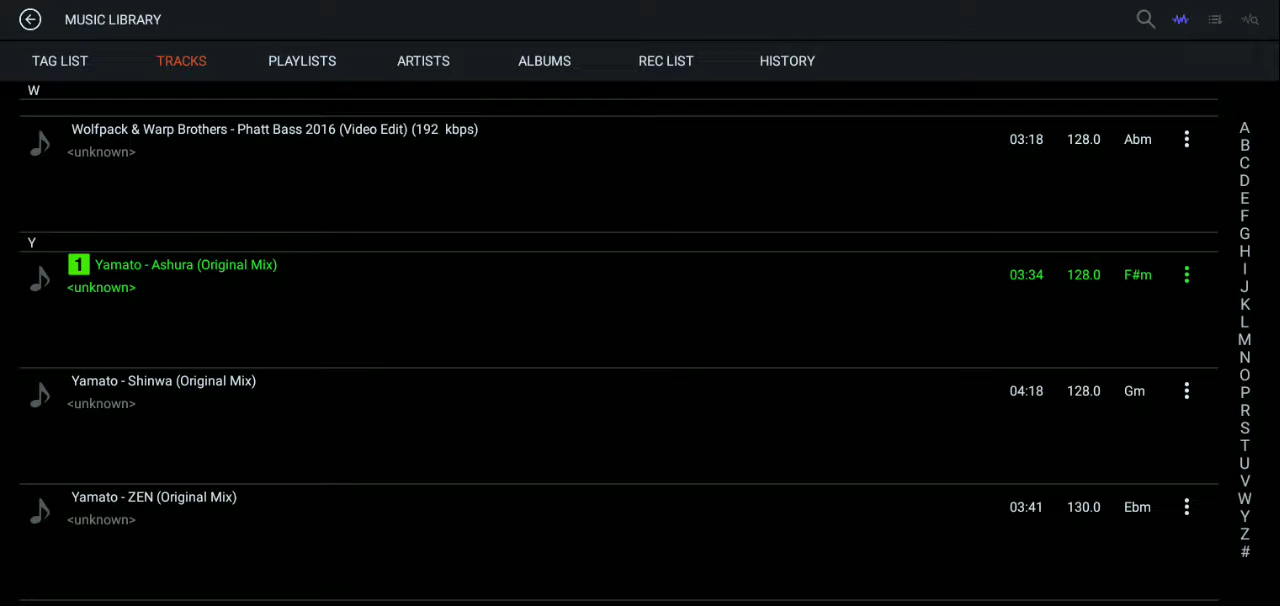 MUSIC LIBRARY
TAG LIST TRACKS PLAYLISTS ARTISTS ALBUMS REC LIST HISTORY
W
Wolfpack & Warp Brothers - Phatt Bass 2016 (Video Edit) (192  kbps) 03:18 128.0 Abm
<unknown>
Y
1 Yamato - Ashura (Original Mix) 03:34 128.0 F#m
<unknown>
Yamato - Shinwa (Original Mix) 04:18 128.0 Gm
<unknown>
Yamato - ZEN (Original Mix) 03:41 130.0 Ebm
<unknown>
A
B
C
D
E
F
G
H
I
J
K
L
M
N
O
P
R
S
T
U
V
W
Y
Z
#